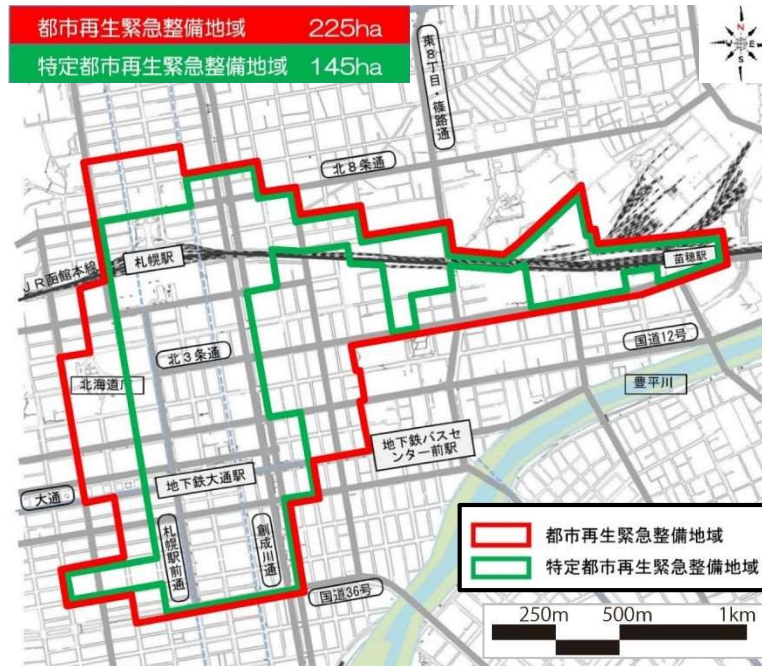 都市再生緊急整備地域 225ha
特定都市再生緊急整備地域 145ha
N
E
S
東8丁目・篠路通
北8条通
JR函館本線
札幌駅
苗穂駅
北3条通
国道12号
北海道庁
豊平川
地下鉄バスセ
ンター前駅
地下鉄大通駅
大通
札幌駅前通
創成川通
国道36号
都市再生緊急整備地域
特定都市再生緊急整備地域
250m 500m 1km